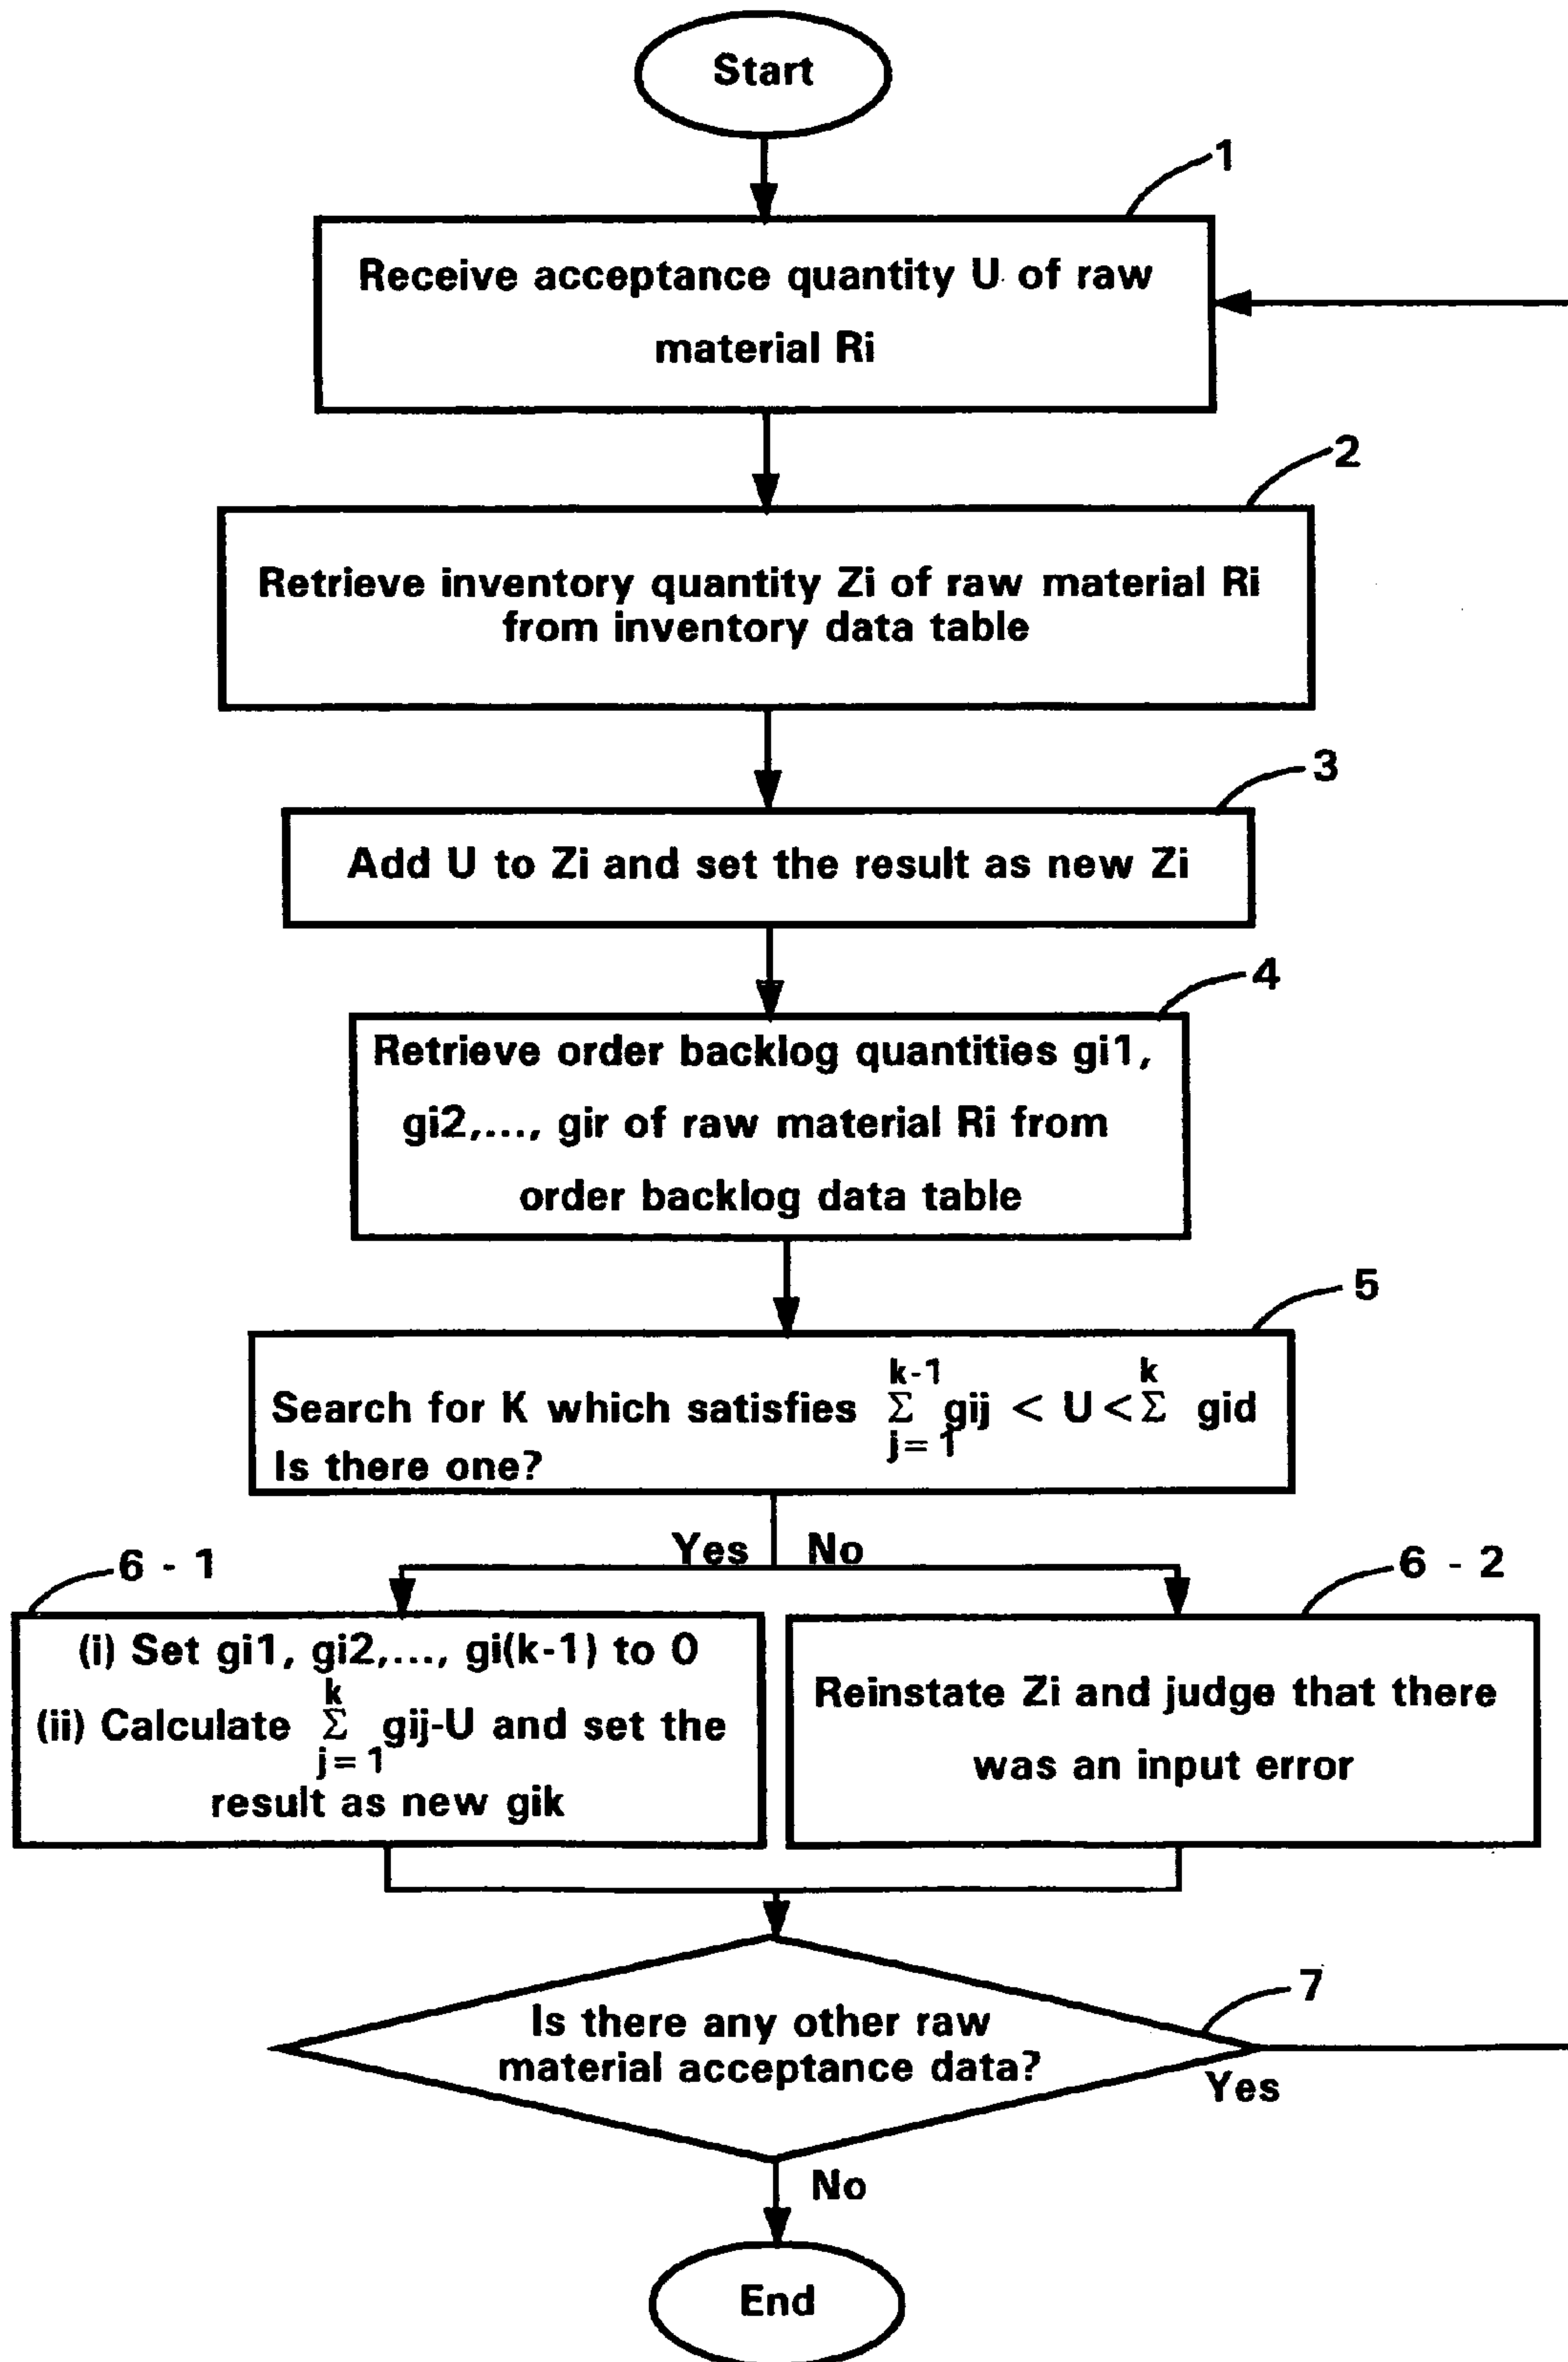 Start
1
Receive acceptance quantity U of raw
material Ri
2
Retrieve inventory quantity Zi of raw material Ri
from inventory data table
3
Add U to Zi and set the result as new Zi
4
Retrieve order backlog quantities gi1,
gi2,..., gir of raw material Ri from
order backlog data table
5
k-1 k
Search for K which satisfies Σ gij < U < Σ gid
j = 1
Is there one?
Yes No
6 - 1
6 - 2
(i) Set gi1, gi2,..., gi(k-1) to 0
k
(ii) Calculate Σ gij-U and set the
j = 1
result as new gik
Reinstate Zi and judge that there
was an input error
7
Is there any other raw
material acceptance data?
Yes
No
End